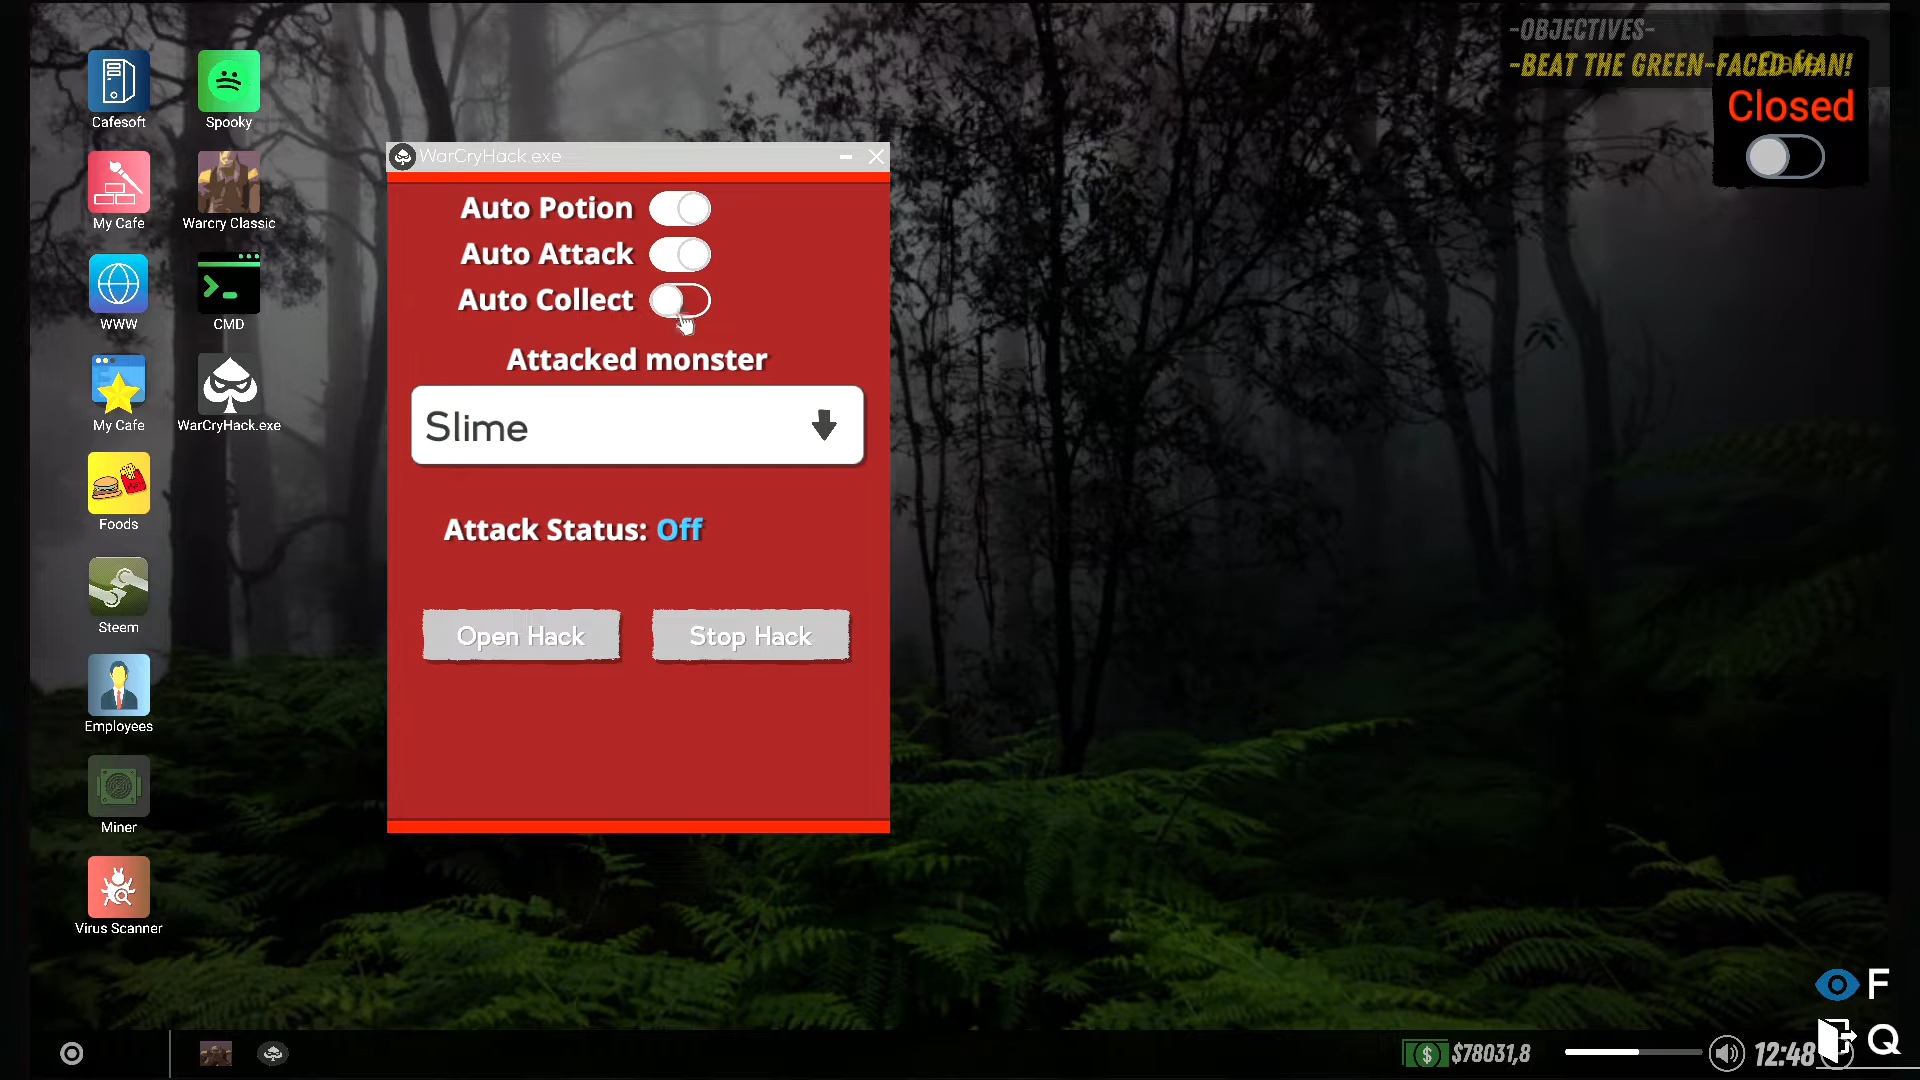 -OBJECTIVES-
-BEAT THE GREEN-FACED MAN!
Closed
Cafesoft
Spooky
My Cafe
Warcry Classic
WWW
CMD
My Cafe
WarCryHack.exe
Foods
Steem
Employees
Miner
Virus Scanner
WarCryHack.exe
Auto Potion
Auto Attack
Auto Collect
Attacked monster
Slime
Attack Status: Off
Open Hack
Stop Hack
F
Q
$78031,8
12:48